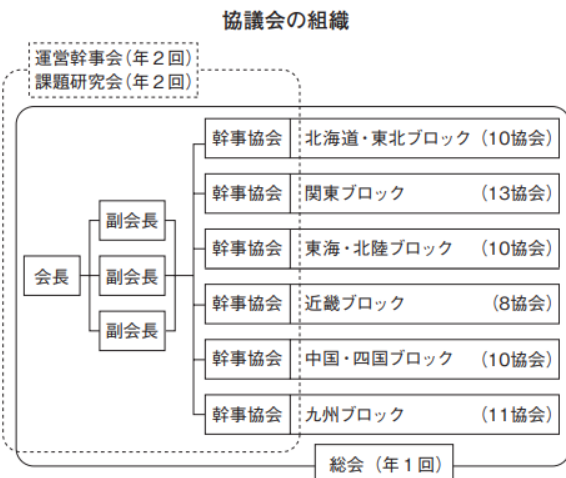 協議会の組織
運営幹事会(年2回)
課題研究会(年2回)
幹事協会 北海道・東北ブロック (10協会)
幹事協会 関東ブロック (13協会)
副会長
幹事協会 東海・北陸ブロック (10協会)
会長 副会長
幹事協会 近畿ブロック (8協会)
副会長
幹事協会 中国・四国ブロック (10協会)
幹事協会 九州ブロック (11協会)
総会 (年1回)